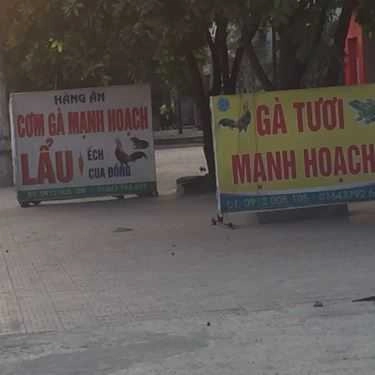 HÀNG ĂN
CƠM GÀ MẠNH HOẠCH
LẨU ẾCH
CUA ĐỒNG
GÀ TƯƠI
MẠNH HOẠCH